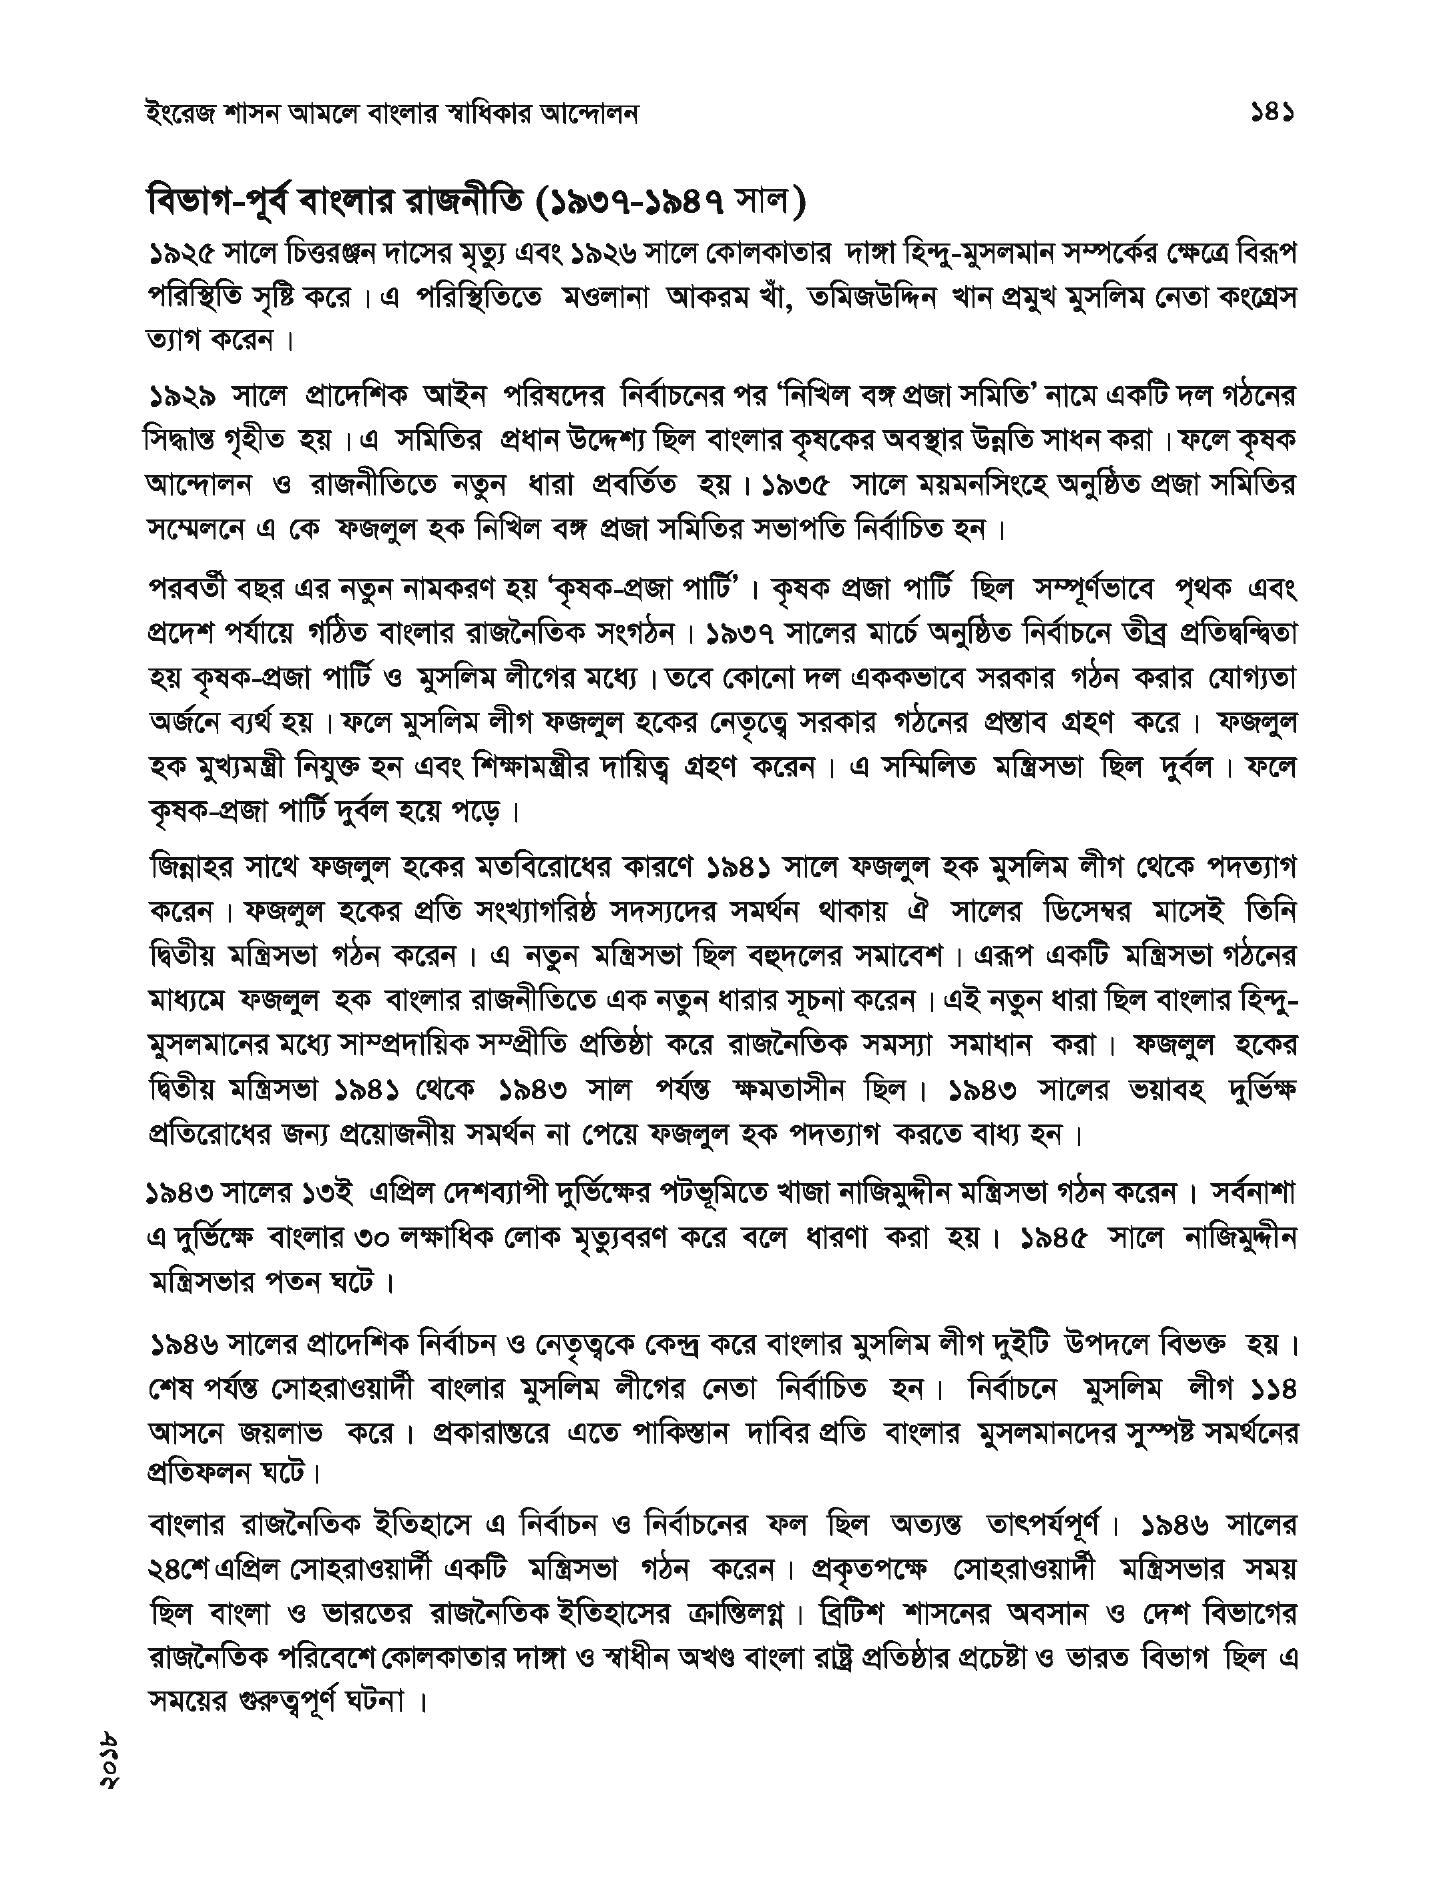 ইংরেজ শাসন আমলে বাংলার স্বাধিকার আন্দোলন ১৪১
বিভাগ-পূর্ব বাংলার রাজনীতি (১৯৩৭-১৯৪৭ সাল)
১৯২৫ সালে চিত্তরঞ্জন দাসের মৃত্যু এবং ১৯২৬ সালে কোলকাতার দাঙ্গা হিন্দু-মুসলমান সম্পর্কের ক্ষেত্রে বিরূপ
পরিস্থিতি সৃষ্টি করে । এ পরিস্থিতিতে মওলানা আকরম খাঁ, তমিজউদ্দিন খান প্রমুখ মুসলিম নেতা কংগ্রেস
ত্যাগ করেন ।
১৯২৯ সালে প্রাদেশিক আইন পরিষদের নির্বাচনের পর ‘নিখিল বঙ্গ প্রজা সমিতি’ নামে একটি দল গঠনের
সিদ্ধান্ত গৃহীত হয় । এ সমিতির প্রধান উদ্দেশ্য ছিল বাংলার কৃষকের অবস্থার উন্নতি সাধন করা । ফলে কৃষক
আন্দোলন ও রাজনীতিতে নতুন ধারা প্রবর্তিত হয় । ১৯৩৫ সালে ময়মনসিংহে অনুষ্ঠিত প্রজা সমিতির
সম্মেলনে এ কে ফজলুল হক নিখিল বঙ্গ প্রজা সমিতির সভাপতি নির্বাচিত হন ।
পরবর্তী বছর এর নতুন নামকরণ হয় ‘কৃষক-প্রজা পার্টি’ । কৃষক প্রজা পার্টি ছিল সম্পূর্ণভাবে পৃথক এবং
প্রদেশ পর্যায়ে গঠিত বাংলার রাজনৈতিক সংগঠন । ১৯৩৭ সালের মার্চে অনুষ্ঠিত নির্বাচনে তীব্র প্রতিদ্বন্দ্বিতা
হয় কৃষক-প্রজা পার্টি ও মুসলিম লীগের মধ্যে । তবে কোনো দল এককভাবে সরকার গঠন করার যোগ্যতা
অর্জনে ব্যর্থ হয় । ফলে মুসলিম লীগ ফজলুল হকের নেতৃত্বে সরকার গঠনের প্রস্তাব গ্রহণ করে । ফজলুল
হক মুখ্যমন্ত্রী নিযুক্ত হন এবং শিক্ষামন্ত্রীর দায়িত্ব গ্রহণ করেন । এ সম্মিলিত মন্ত্রিসভা ছিল দুর্বল । ফলে
কৃষক-প্রজা পার্টি দুর্বল হয়ে পড়ে ।
জিন্নাহর সাথে ফজলুল হকের মতবিরোধের কারণে ১৯৪১ সালে ফজলুল হক মুসলিম লীগ থেকে পদত্যাগ
করেন । ফজলুল হকের প্রতি সংখ্যাগরিষ্ঠ সদস্যদের সমর্থন থাকায় ঐ সালের ডিসেম্বর মাসেই তিনি
দ্বিতীয় মন্ত্রিসভা গঠন করেন । এ নতুন মন্ত্রিসভা ছিল বহুদলের সমাবেশ । এরূপ একটি মন্ত্রিসভা গঠনের
মাধ্যমে ফজলুল হক বাংলার রাজনীতিতে এক নতুন ধারার সূচনা করেন । এই নতুন ধারা ছিল বাংলার হিন্দু-
মুসলমানের মধ্যে সাম্প্রদায়িক সম্প্রীতি প্রতিষ্ঠা করে রাজনৈতিক সমস্যা সমাধান করা । ফজলুল হকের
দ্বিতীয় মন্ত্রিসভা ১৯৪১ থেকে ১৯৪৩ সাল পর্যন্ত ক্ষমতাসীন ছিল । ১৯৪৩ সালের ভয়াবহ দুর্ভিক্ষ
প্রতিরোধের জন্য প্রয়োজনীয় সমর্থন না পেয়ে ফজলুল হক পদত্যাগ করতে বাধ্য হন ।
১৯৪৩ সালের ১৩ই এপ্রিল দেশব্যাপী দুর্ভিক্ষের পটভূমিতে খাজা নাজিমুদ্দীন মন্ত্রিসভা গঠন করেন । সর্বনাশা
এ দুর্ভিক্ষে বাংলার ৩০ লক্ষাধিক লোক মৃত্যুবরণ করে বলে ধারণা করা হয় । ১৯৪৫ সালে নাজিমুদ্দীন
মন্ত্রিসভার পতন ঘটে ।
১৯৪৬ সালের প্রাদেশিক নির্বাচন ও নেতৃত্বকে কেন্দ্র করে বাংলার মুসলিম লীগ দুইটি উপদলে বিভক্ত হয় ।
শেষ পর্যন্ত সোহরাওয়ার্দী বাংলার মুসলিম লীগের নেতা নির্বাচিত হন । নির্বাচনে মুসলিম লীগ ১১৪
আসনে জয়লাভ করে । প্রকারান্তরে এতে পাকিস্তান দাবির প্রতি বাংলার মুসলমানদের সুস্পষ্ট সমর্থনের
প্রতিফলন ঘটে ।
বাংলার রাজনৈতিক ইতিহাসে এ নির্বাচন ও নির্বাচনের ফল ছিল অত্যন্ত তাৎপর্যপূর্ণ । ১৯৪৬ সালের
২৪শে এপ্রিল সোহরাওয়ার্দী একটি মন্ত্রিসভা গঠন করেন । প্রকৃতপক্ষে সোহরাওয়ার্দী মন্ত্রিসভার সময়
ছিল বাংলা ও ভারতের রাজনৈতিক ইতিহাসের ক্রান্তিলগ্ন । ব্রিটিশ শাসনের অবসান ও দেশ বিভাগের
রাজনৈতিক পরিবেশে কোলকাতার দাঙ্গা ও স্বাধীন অখণ্ড বাংলা রাষ্ট্র প্রতিষ্ঠার প্রচেষ্টা ও ভারত বিভাগ ছিল এ
সময়ের গুরুত্বপূর্ণ ঘটনা ।
২০১৮